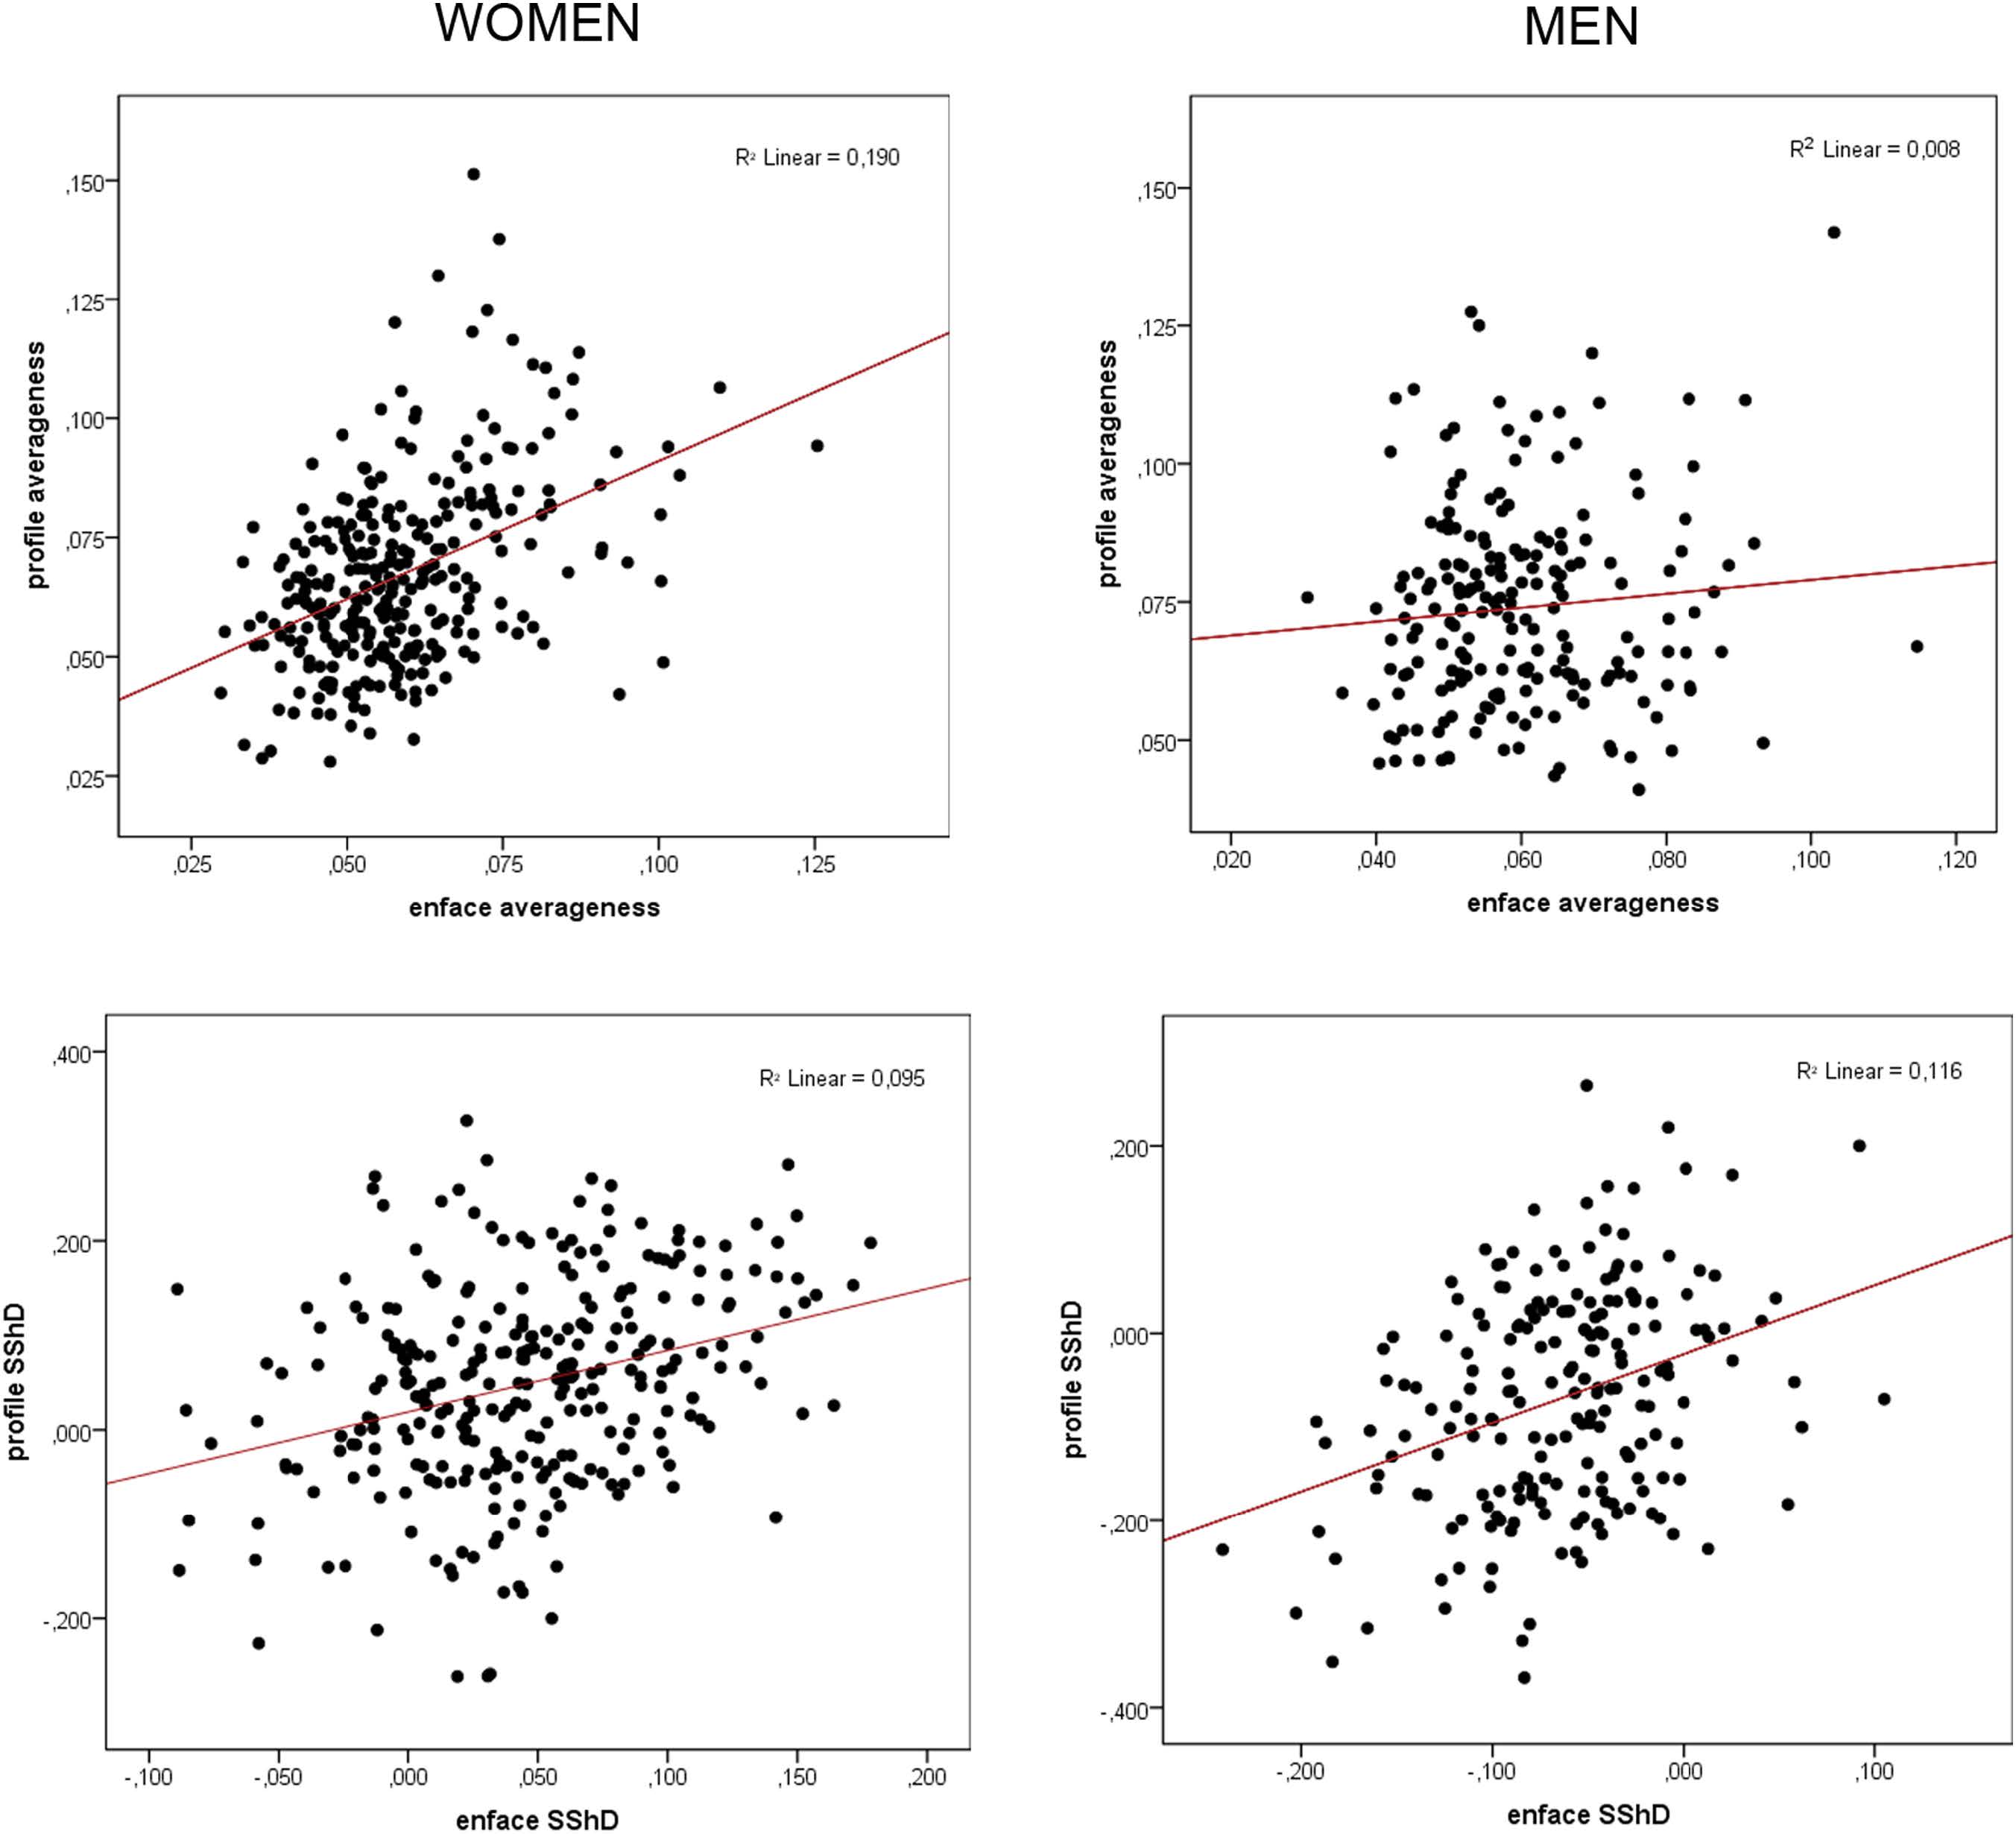 WOMEN
MEN
R² Linear = 0,190
,150
,125
,100
,075
,050
,025
profile averageness
,025 ,050 ,075 ,100 ,125
enface averageness
R² Linear = 0,008
,150
,125
,100
,075
,050
profile averageness
,020 ,040 ,060 ,080 ,100 ,120
enface averageness
R² Linear = 0,095
,400
,200
,000
-,200
profile SShD
-,100 -,050 ,000 ,050 ,100 ,150 ,200
enface SShD
R² Linear = 0,116
,200
,000
-,200
-,400
profile SShD
-,200 -,100 ,000 ,100
enface SShD